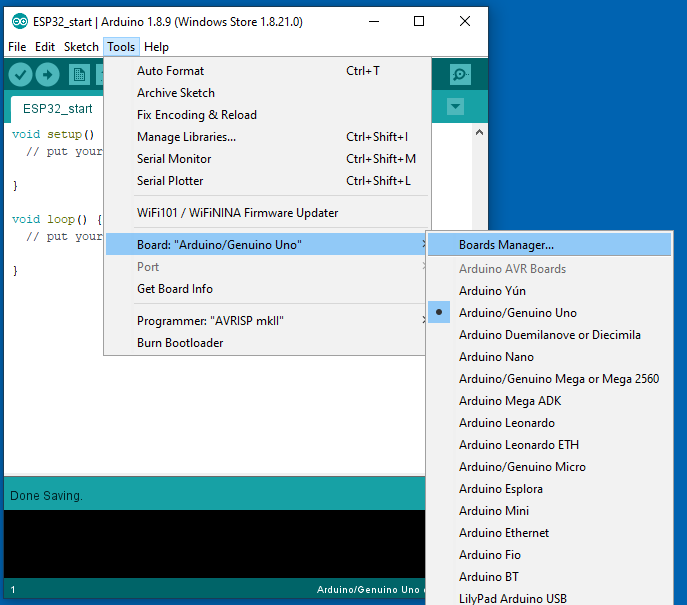 ESP32_start | Arduino 1.8.9 (Windows Store 1.8.21.0)
File Edit Sketch Tools Help
ESP32_start
void setup()
// put your
}
void loop() {
// put your
}
Auto Format Ctrl+T
Archive Sketch
Fix Encoding & Reload
Manage Libraries... Ctrl+Shift+I
Serial Monitor Ctrl+Shift+M
Serial Plotter Ctrl+Shift+L
WiFi101 / WiFiNINA Firmware Updater
Board: "Arduino/Genuino Uno"
Port
Get Board Info
Programmer: "AVRISP mkII"
Burn Bootloader
Boards Manager...
Arduino AVR Boards
Arduino Yún
Arduino/Genuino Uno
Arduino Duemilanove or Diecimila
Arduino Nano
Arduino/Genuino Mega or Mega 2560
Arduino Mega ADK
Arduino Leonardo
Arduino Leonardo ETH
Arduino/Genuino Micro
Arduino Esplora
Arduino Mini
Arduino Ethernet
Arduino Fio
Arduino BT
LilyPad Arduino USB
Done Saving.
1 Arduino/Genuino Uno